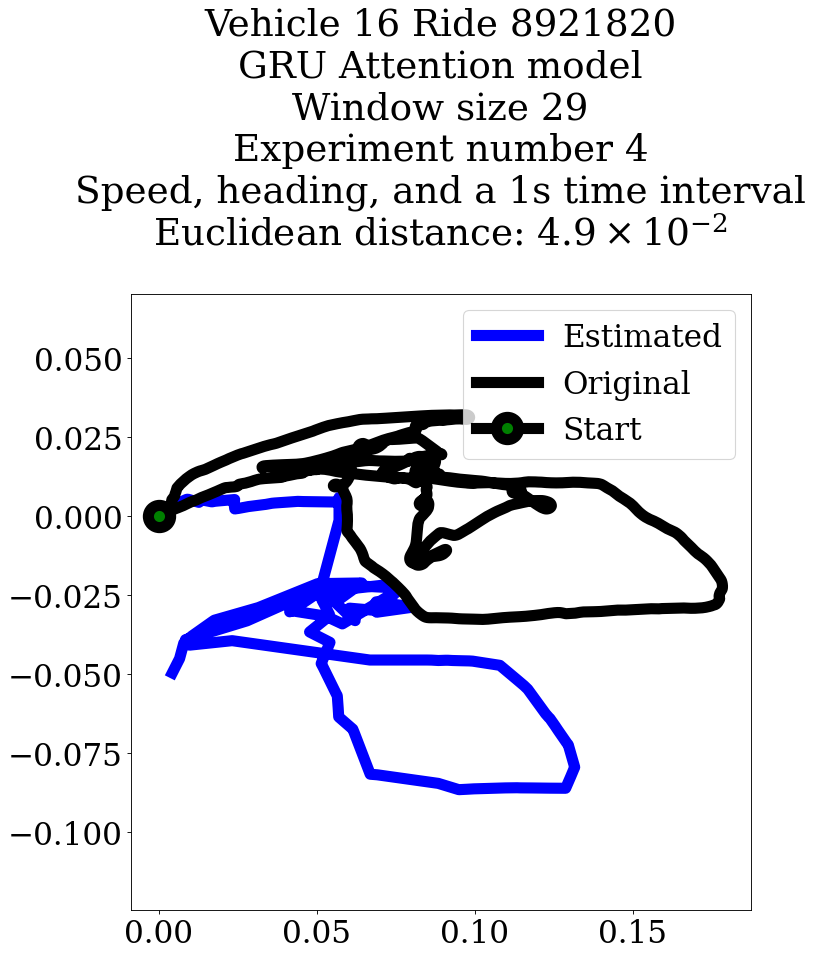 Vehicle 16 Ride 8921820
GRU Attention model
Window size 29
Experiment number 4
Speed, heading, and a 1s time interval
Euclidean distance: 4.9 × 10⁻²
Estimated
Original
Start
0.050
0.025
0.000
−0.025
−0.050
−0.075
−0.100
0.00 0.05 0.10 0.15